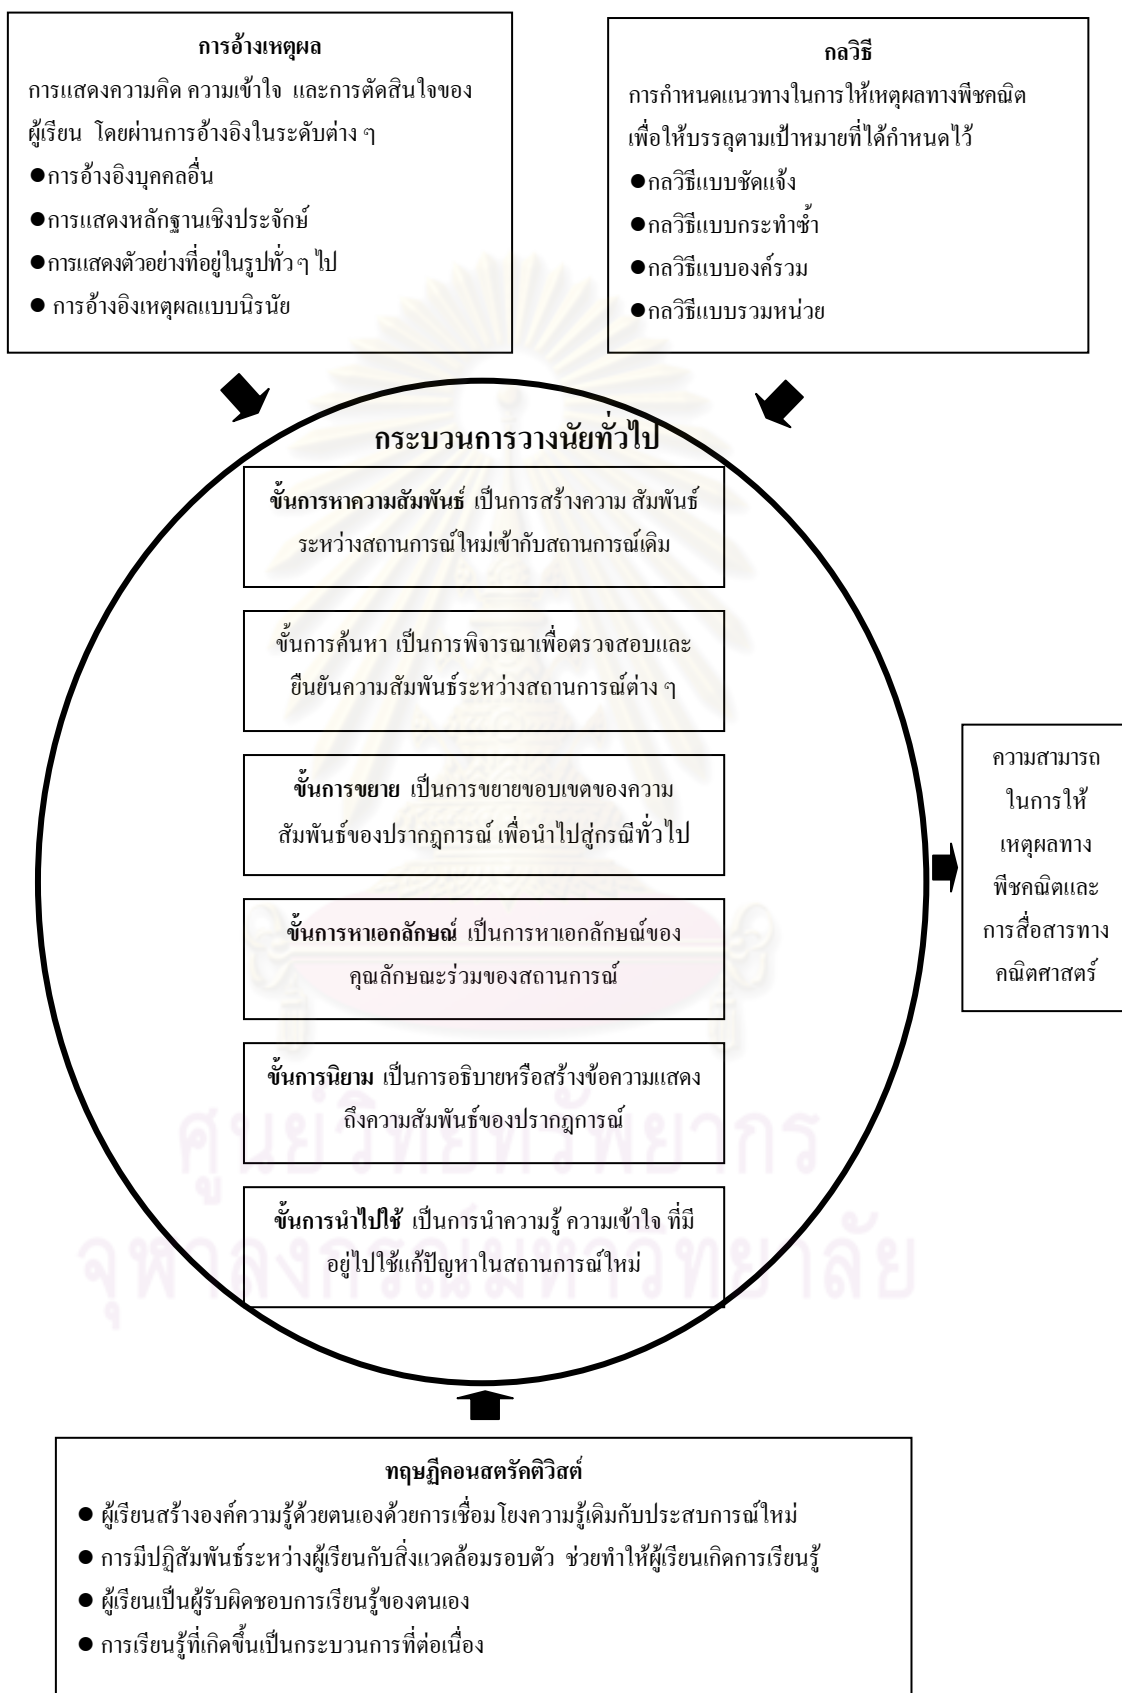 การอ้างเหตุผล
การแสดงความคิด ความเข้าใจ และการตัดสินใจของ
ผู้เรียน โดยผ่านการอ้างอิงในระดับต่าง ๆ
●การอ้างอิงบุคคลอื่น
●การแสดงหลักฐานเชิงประจักษ์
●การแสดงตัวอย่างที่อยู่ในรูปทั่ว ๆ ไป
● การอ้างอิงเหตุผลแบบนิรนัย
กลวิธี
การกำหนดแนวทางในการให้เหตุผลทางพีชคณิต
เพื่อให้บรรลุตามเป้าหมายที่ได้กำหนดไว้
●กลวิธีแบบชัดแจ้ง
●กลวิธีแบบกระทำซ้ำ
●กลวิธีแบบองค์รวม
●กลวิธีแบบรวมหน่วย
กระบวนการวางนัยทั่วไป
ขั้นการหาความสัมพันธ์ เป็นการสร้างความ สัมพันธ์
ระหว่างสถานการณ์ใหม่เข้ากับสถานการณ์เดิม
ขั้นการค้นหา เป็นการพิจารณาเพื่อตรวจสอบและ
ยืนยันความสัมพันธ์ระหว่างสถานการณ์ต่าง ๆ
ขั้นการขยาย เป็นการขยายขอบเขตของความ
สัมพันธ์ของปรากฏการณ์ เพื่อนำไปสู่กรณีทั่วไป
ขั้นการหาเอกลักษณ์ เป็นการหาเอกลักษณ์ของ
คุณลักษณะร่วมของสถานการณ์
ขั้นการนิยาม เป็นการอธิบายหรือสร้างข้อความแสดง
ถึงความสัมพันธ์ของปรากฏการณ์
ขั้นการนำไปใช้ เป็นการนำความรู้ ความเข้าใจ ที่มี
อยู่ไปใช้แก้ปัญหาในสถานการณ์ใหม่
ความสามารถ
ในการให้
เหตุผลทาง
พีชคณิตและ
การสื่อสารทาง
คณิตศาสตร์
ศูนย์วิทยทรัพยากร
จุฬาลงกรณ์มหาวิทยาลัย
ทฤษฎีคอนสตรัคติวิสต์
● ผู้เรียนสร้างองค์ความรู้ด้วยตนเองด้วยการเชื่อมโยงความรู้เดิมกับประสบการณ์ใหม่
● การมีปฏิสัมพันธ์ระหว่างผู้เรียนกับสิ่งแวดล้อมรอบตัว ช่วยทำให้ผู้เรียนเกิดการเรียนรู้
● ผู้เรียนเป็นผู้รับผิดชอบการเรียนรู้ของตนเอง
● การเรียนรู้ที่เกิดขึ้นเป็นกระบวนการที่ต่อเนื่อง